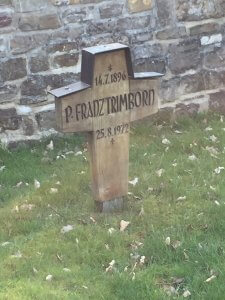 * 14.7.1896
P. FRANZ TRIMBORN
† 25.8.1972